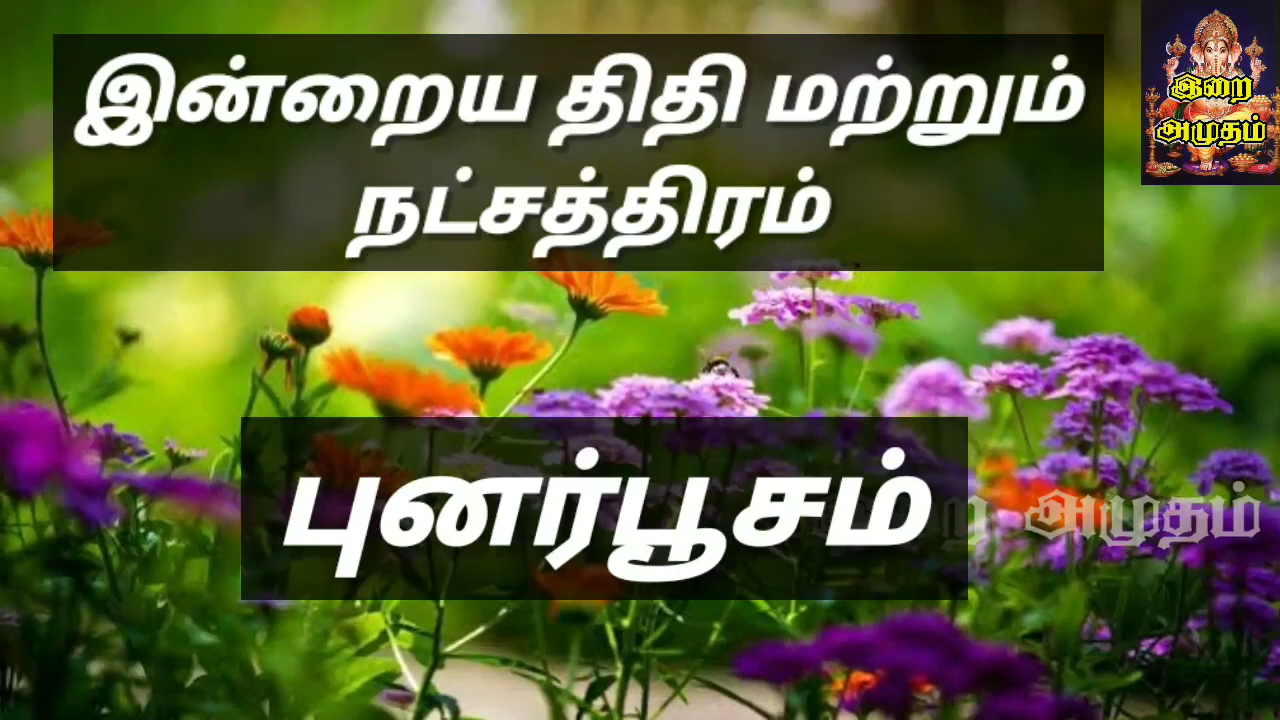 இன்றைய திதி மற்றும்
நட்சத்திரம்
இறை
அமுதம்
புனர்பூசம்
அமுதம்